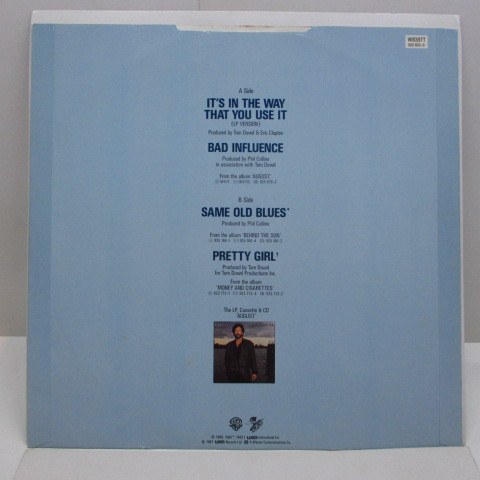 W8397T
A Side
IT'S IN THE WAY
THAT YOU USE IT
(LP VERSION)
Produced by Tom Dowd & Eric Clapton
BAD INFLUENCE
Produced by Phil Collins
in association with Tom Dowd
From the album 'AUGUST'
B Side
SAME OLD BLUES*
Produced by Phil Collins
From the album 'BEHIND THE SUN'
PRETTY GIRL†
Produced by Tom Dowd
for Tom Dowd Productions Inc.
From the album
'MONEY AND CIGARETTES'
The LP, Cassette & CD
'AUGUST'